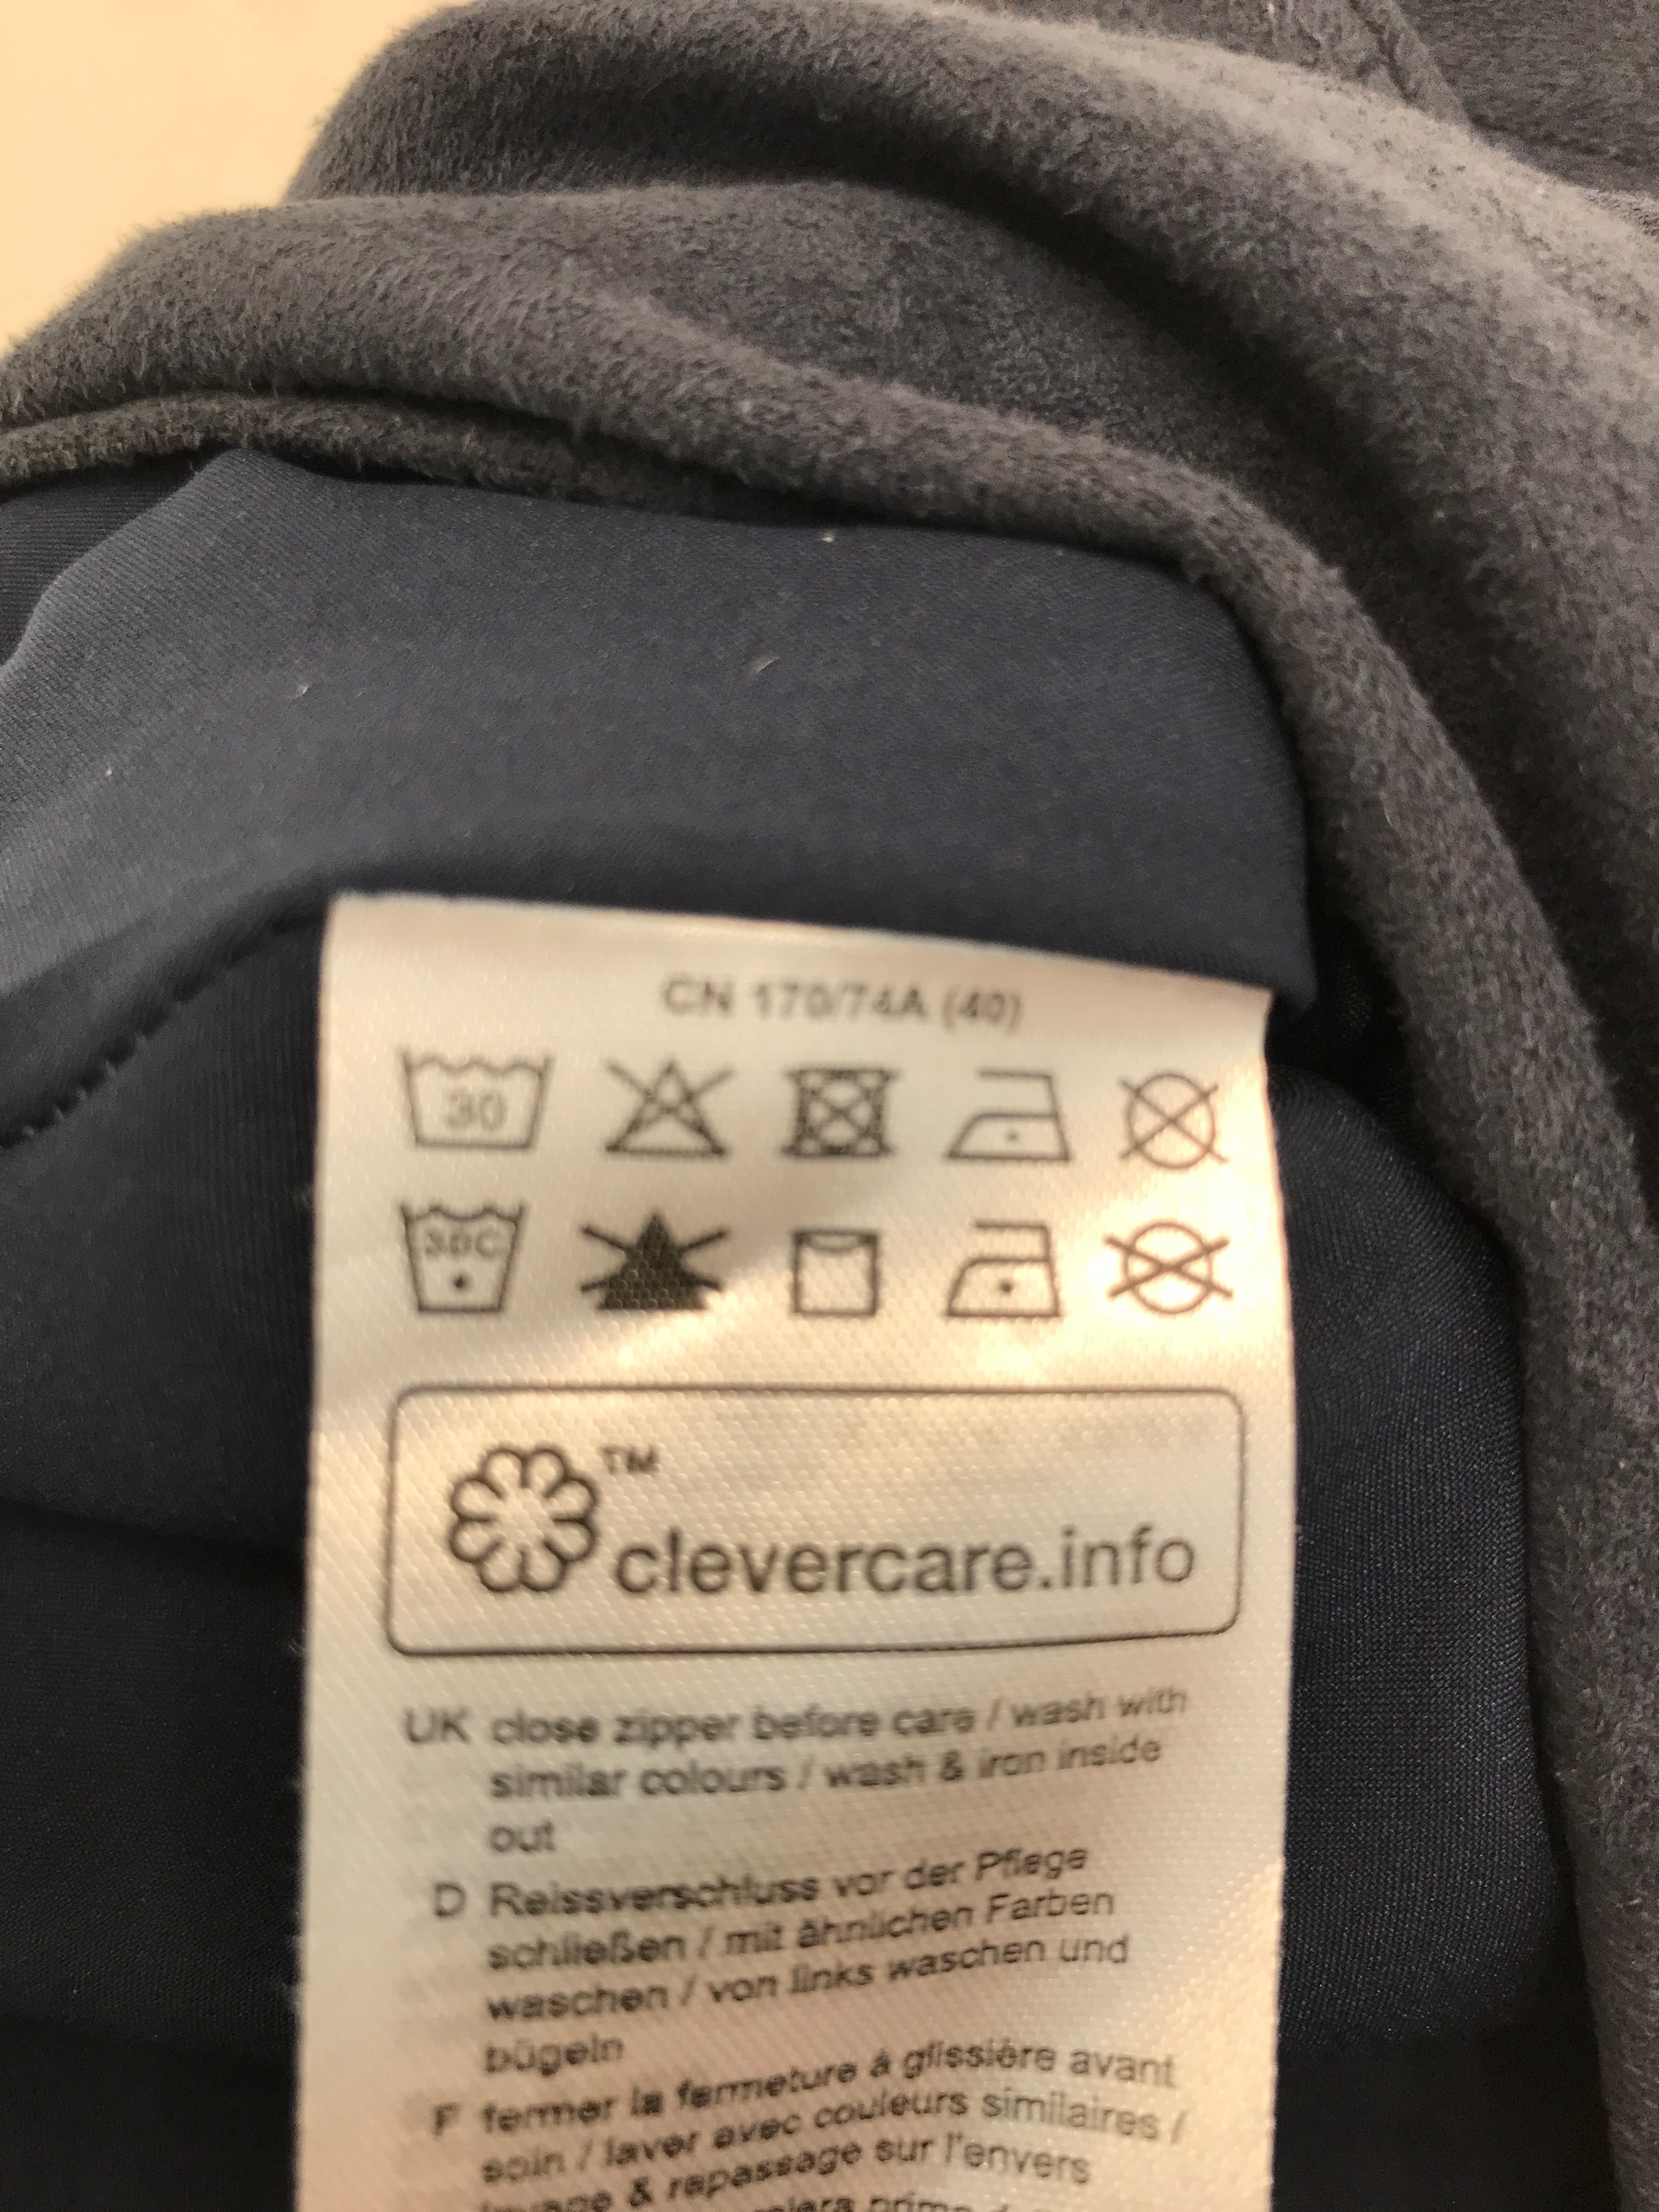 CN 170/74A (40)
30
30C
TM
clevercare.info
UK close zipper before care / wash with
similar colours / wash & iron inside
out
D Reissverschluss vor der Pflege
schließen / mit ähnlichen Farben
waschen / von links waschen und
bügeln
F fermer la fermeture à glissière avant
soin / laver avec couleurs similaires /
lavage & repassage sur l'envers
prima